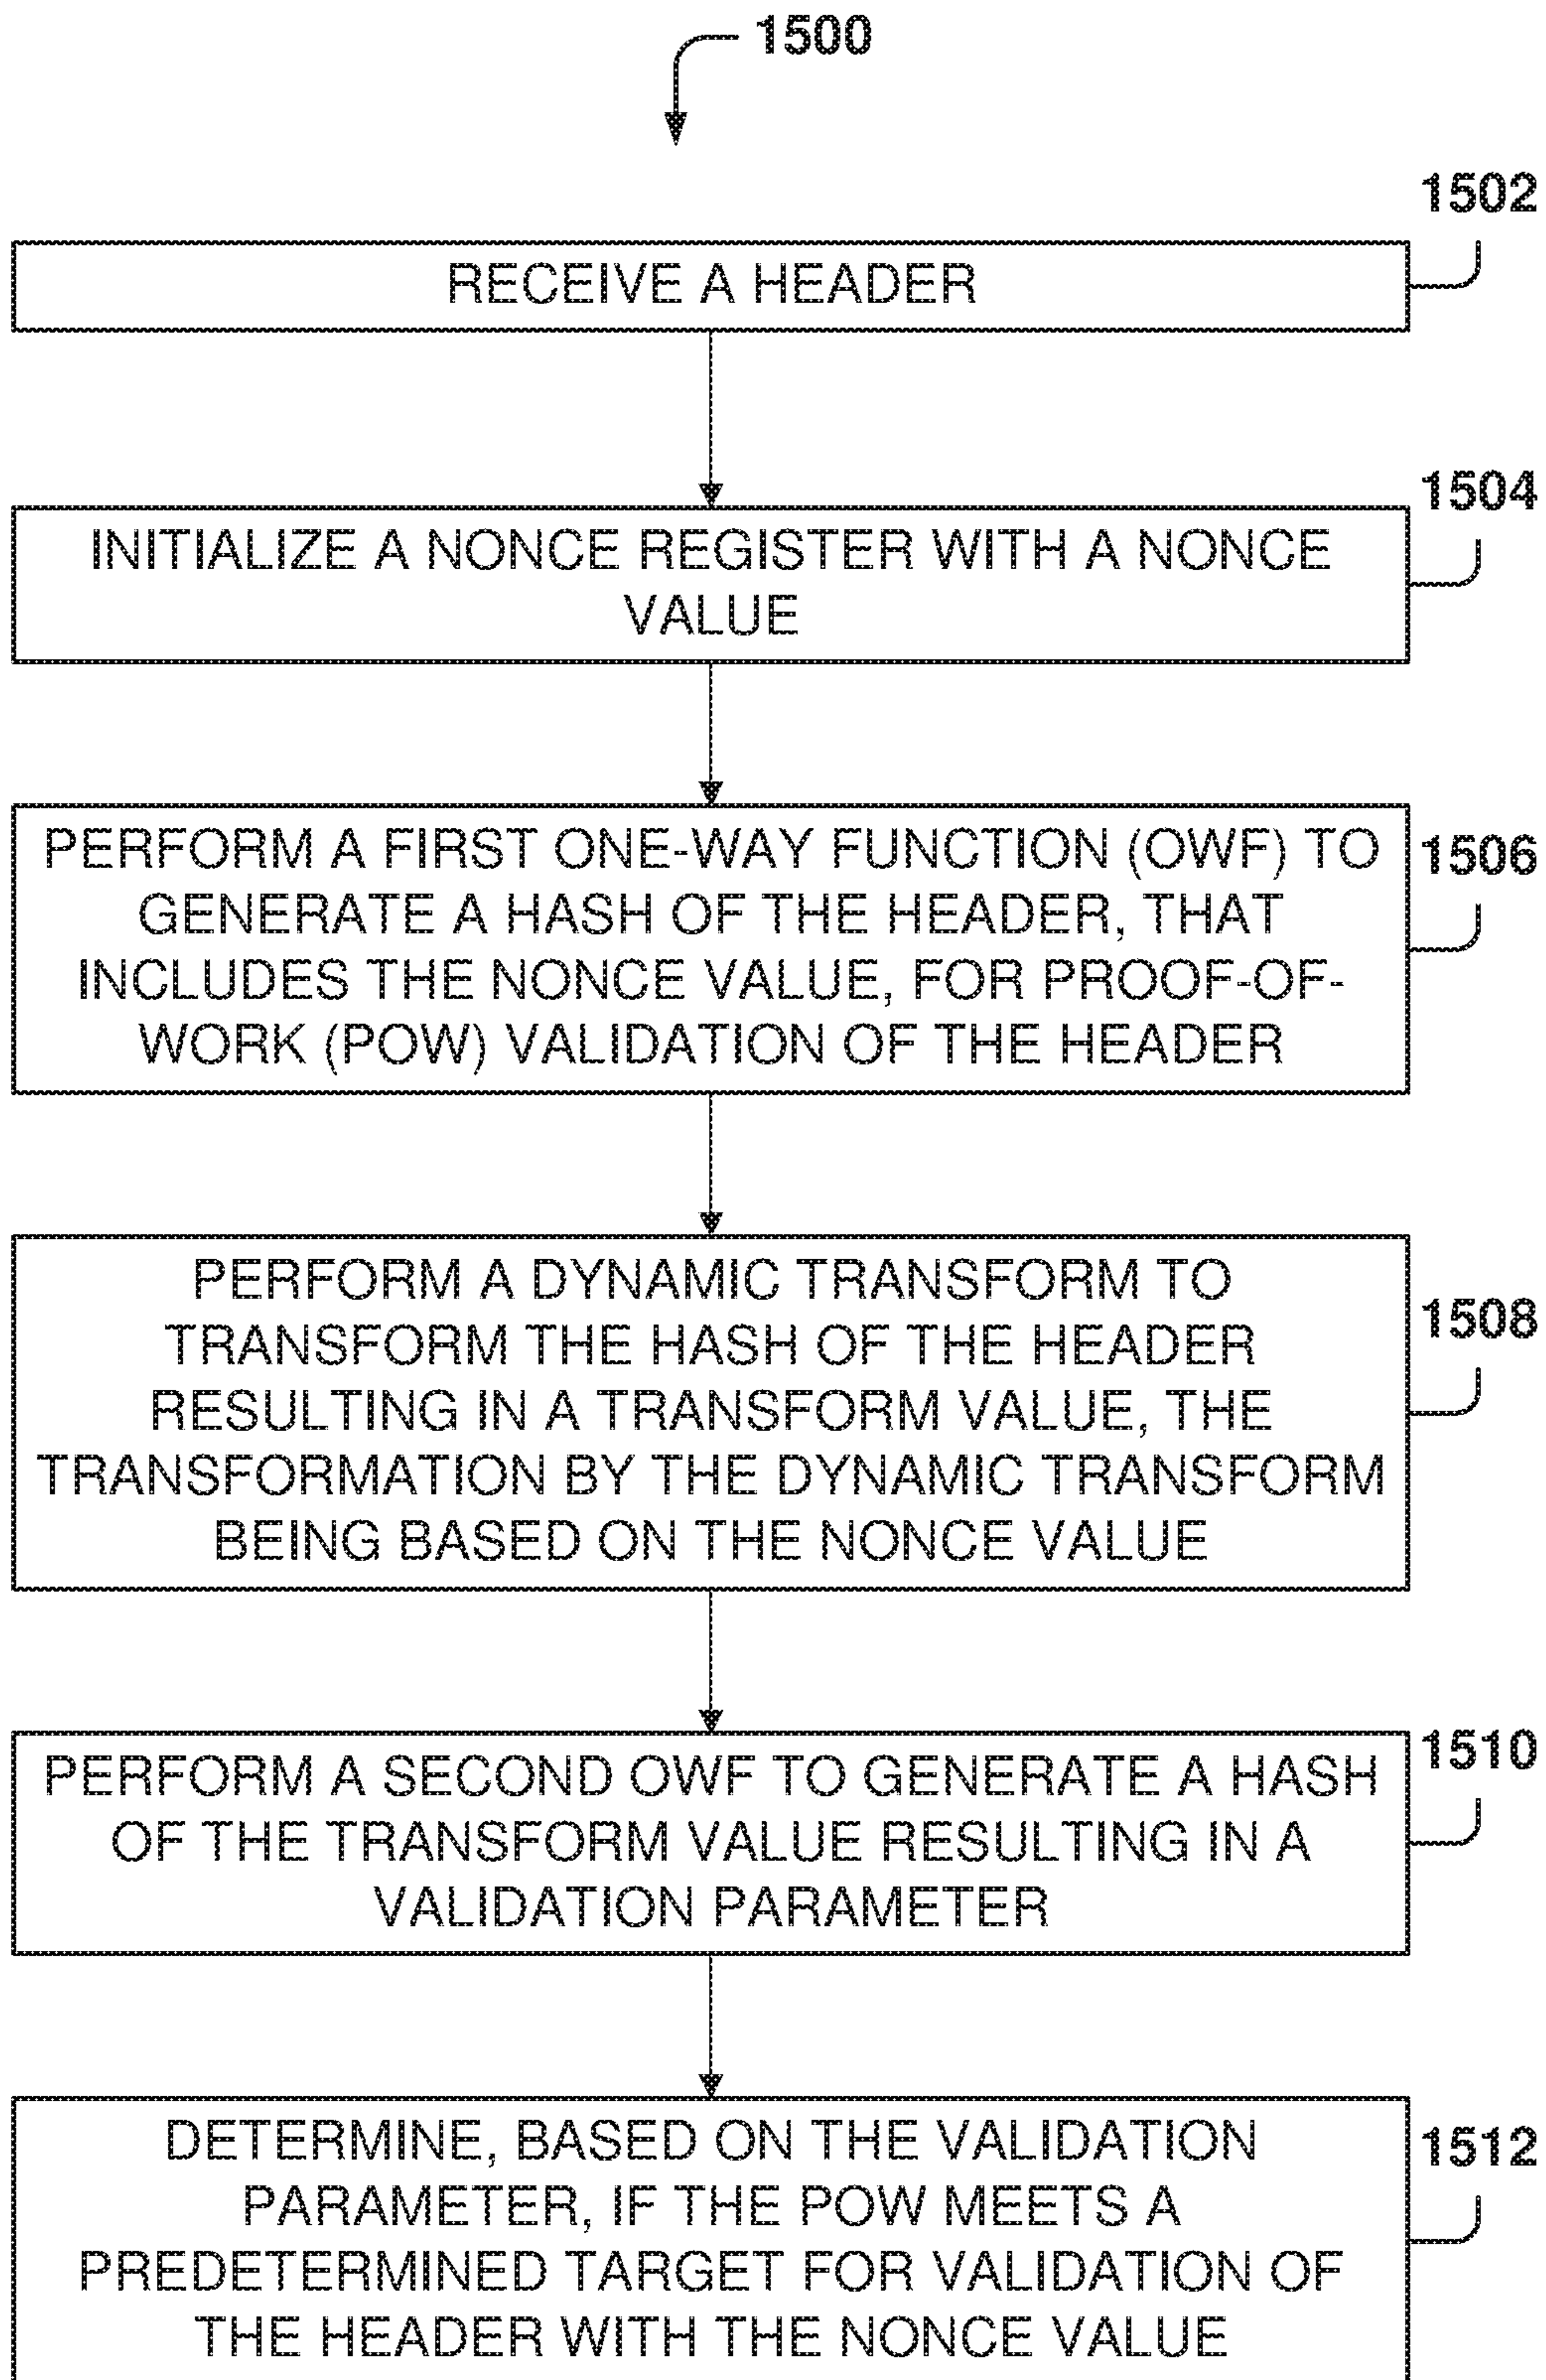 1500
1502
RECEIVE A HEADER
1504
INITIALIZE A NONCE REGISTER WITH A NONCE
VALUE
1506
PERFORM A FIRST ONE-WAY FUNCTION (OWF) TO
GENERATE A HASH OF THE HEADER, THAT
INCLUDES THE NONCE VALUE, FOR PROOF-OF-
WORK (POW) VALIDATION OF THE HEADER
1508
PERFORM A DYNAMIC TRANSFORM TO
TRANSFORM THE HASH OF THE HEADER
RESULTING IN A TRANSFORM VALUE, THE
TRANSFORMATION BY THE DYNAMIC TRANSFORM
BEING BASED ON THE NONCE VALUE
1510
PERFORM A SECOND OWF TO GENERATE A HASH
OF THE TRANSFORM VALUE RESULTING IN A
VALIDATION PARAMETER
1512
DETERMINE, BASED ON THE VALIDATION
PARAMETER, IF THE POW MEETS A
PREDETERMINED TARGET FOR VALIDATION OF
THE HEADER WITH THE NONCE VALUE